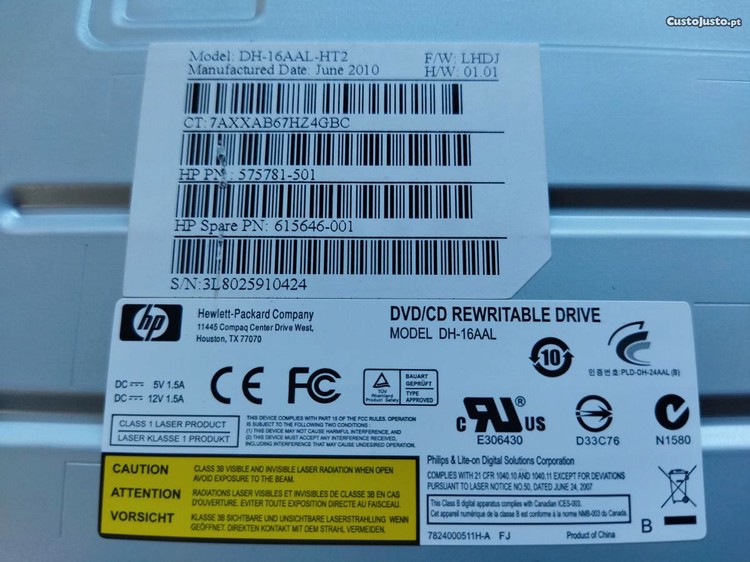 CustoJusto.pt
Model: DH-16AAL-HT2 F/W: LHDJ
Manufactured Date: June 2010 H/W: 01.01
CT:7AXXAB67HZ4GBC
HP PN: 575781-501
HP Spare PN: 615646-001
S/N:3L8025910424
hp
Hewlett-Packard Company
11445 Compaq Center Drive West,
Houston, TX 77070
DVD/CD REWRITABLE DRIVE
MODEL DH-16AAL
10
인증번호:PLD-DH-24AAL (B)
DC 5V 1.5A
DC 12V 1.5A
CE FC
TÜV
Rheinland
Product Safety
BAUART
GEPRÜFT
TYPE
APPROVED
c RU ® US
E306430
D33C76
N1580
CLASS 1 LASER PRODUCT
LASER KLASSE 1 PRODUKT
THIS DEVICE COMPLIES WITH PART 15 OF THE FCC RULES. OPERATION
IS SUBJECT TO THE FOLLOWING TWO CONDITIONS:
(1) THIS DEVICE MAY NOT CAUSE HARMFUL INTERFERENCE, AND
(2) THIS DEVICE MUST ACCEPT ANY INTERFERENCE RECEIVED,
INCLUDING INTERFERENCE THAT MAY CAUSE UNDESIRED OPERATION.
CAUTION CLASS 3B VISIBLE AND INVISIBLE LASER RADIATION WHEN OPEN
AVOID EXPOSURE TO THE BEAM.
ATTENTION RADIATIONS LASER VISIBLES ET INVISIBLES DE CLASSE 3B EN CAS
D'OUVERTURE. EVITER TOUTE EXPOSITION DIRECTE AU FAISCEAU.
VORSICHT KLASSE 3B SICHTBARE UND UNSICHTBARE LASERSTRAHLUNG WENN
GEÖFFNET. DIREKTEN KONTAKT MIT DEM STRAHL VERMEIDEN.
Philips & Lite-on Digital Solutions Corporation
COMPLIES WITH 21 CFR 1040.10 AND 1040.11 EXCEPT FOR DEVIATIONS
PURSUANT TO LASER NOTICE NO.50, DATED JUNE 24, 2007
This Class B digital apparatus complies with Canadian ICES-003.
Cet appareil numérique de la classe B est conforme à la norme NMB-003 du Canada.
B
7824000511H-A FJ Product of China